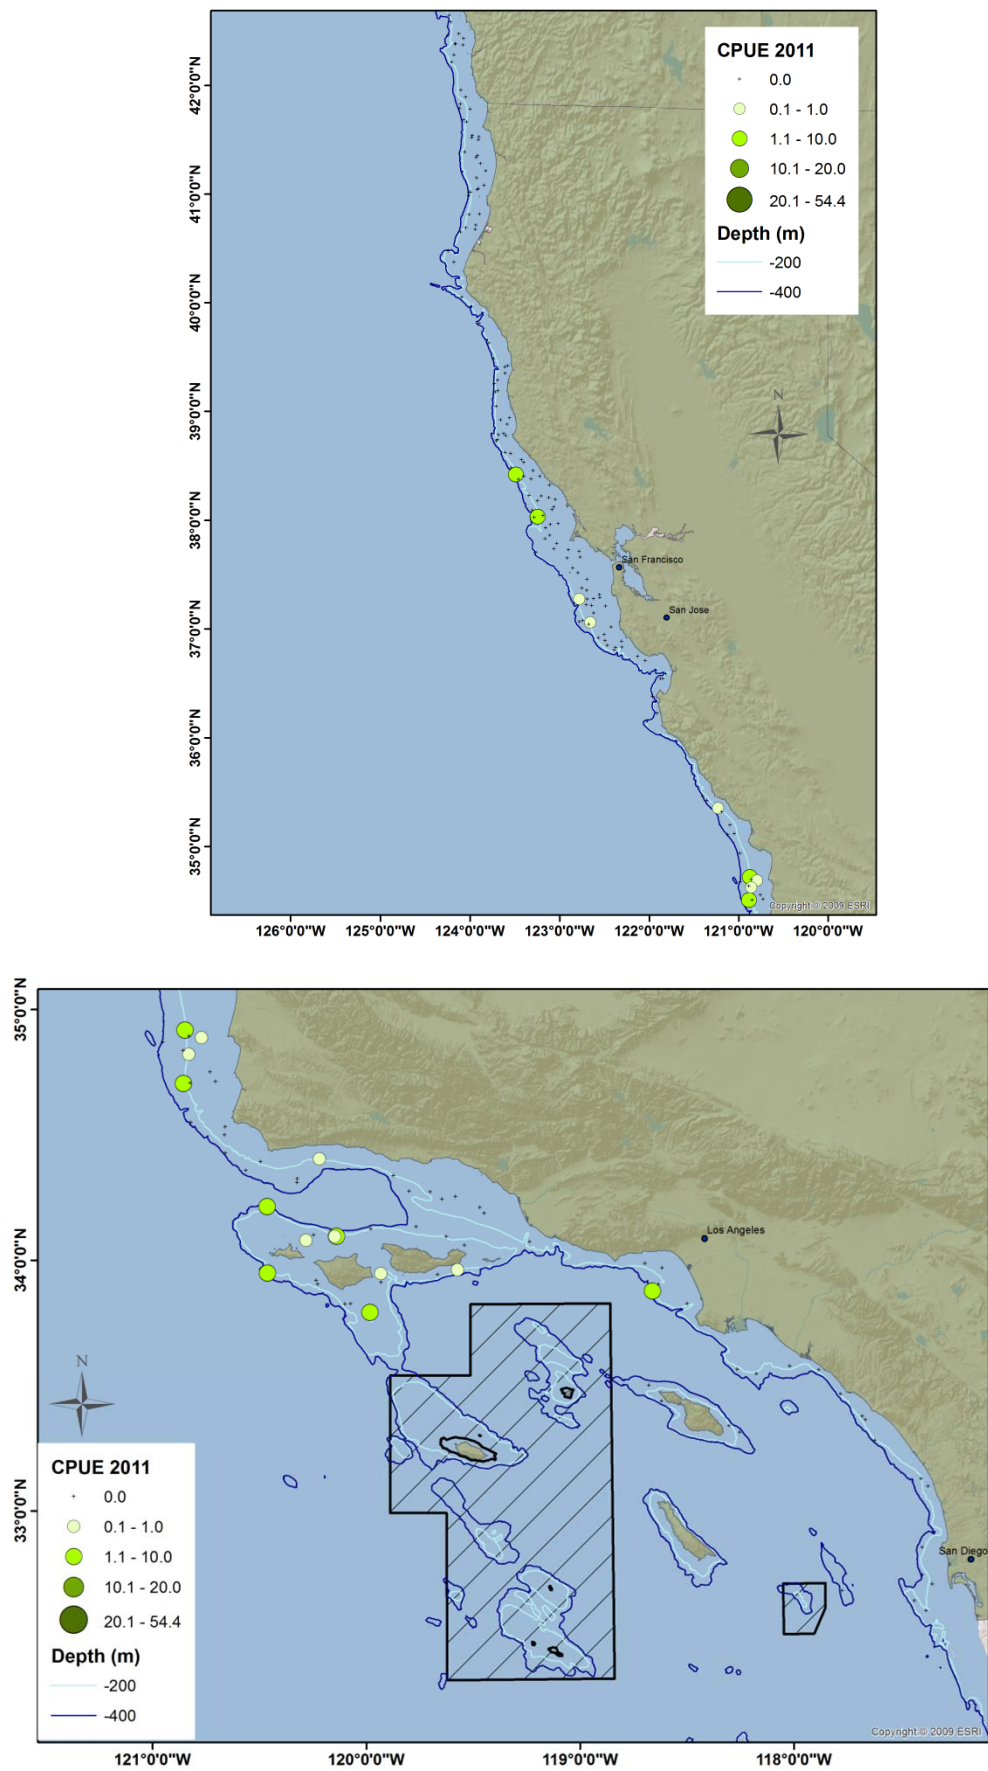 CPUE 2011
0.0
0.1 - 1.0
1.1 - 10.0
10.1 - 20.0
20.1 - 54.4
Depth (m)
-200
-400
42°0'0"N
41°0'0"N
40°0'0"N
39°0'0"N
38°0'0"N
37°0'0"N
36°0'0"N
35°0'0"N
N
San Francisco
San Jose
Copyright:© 2009 ESRI
126°0'0"W 125°0'0"W 124°0'0"W 123°0'0"W 122°0'0"W 121°0'0"W 120°0'0"W
35°0'0"N
34°0'0"N
33°0'0"N
Los Angeles
San Diego
N
CPUE 2011
0.0
0.1 - 1.0
1.1 - 10.0
10.1 - 20.0
20.1 - 54.4
Depth (m)
-200
-400
Copyright:© 2009 ESRI
121°0'0"W 120°0'0"W 119°0'0"W 118°0'0"W